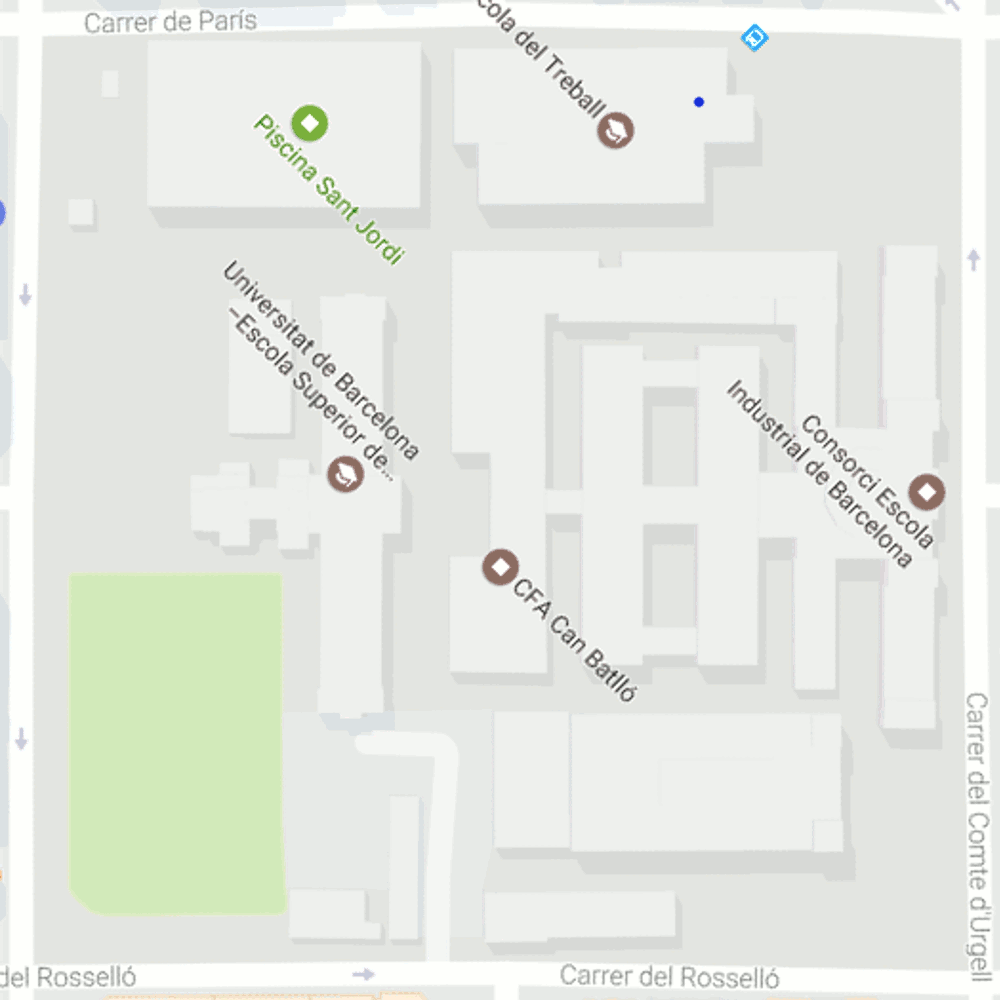 Carrer de París
cola del Treball
Piscina Sant Jordi
Universitat de Barcelona
–Escola Superior de...
Consorci Escola
Industrial de Barcelona
CFA Can Batlló
Carrer del Comte d'Urgell
del Rosselló
Carrer del Rosselló